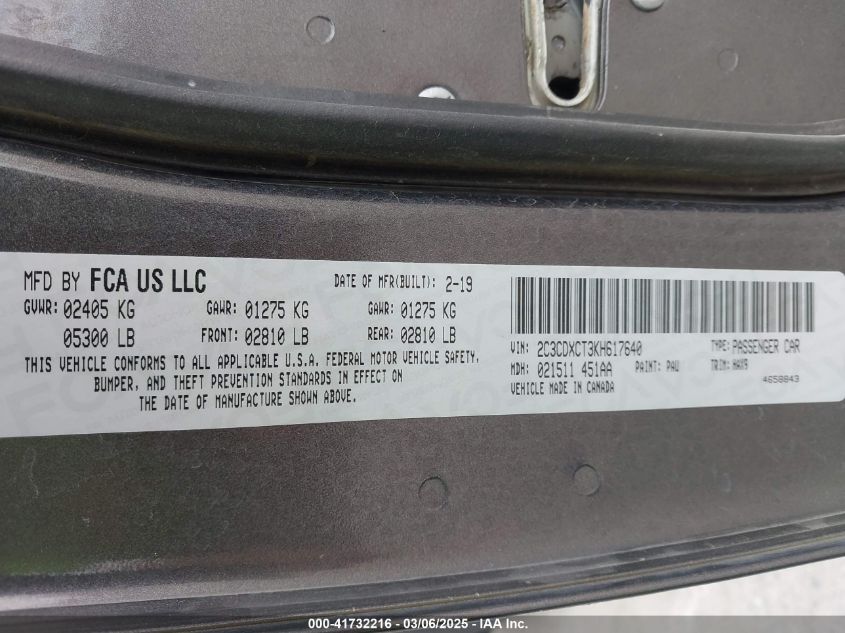 MFD BY FCA US LLC DATE OF MFR(BUILT): 2-19
GVWR: 02405 KG GAWR: 01275 KG GAWR: 01275 KG
05300 LB FRONT: 02810 LB REAR: 02810 LB
THIS VEHICLE CONFORMS TO ALL APPLICABLE U.S.A. FEDERAL MOTOR VEHICLE SAFETY,
BUMPER, AND THEFT PREVENTION STANDARDS IN EFFECT ON
THE DATE OF MANUFACTURE SHOWN ABOVE.
VIN: 2C3CDXCT3KH617640 TYPE: PASSENGER CAR
MDH: 021511 451AA PAINT: PAU TRIM: HAX9
VEHICLE MADE IN CANADA 4658843
000-41732216 - 03/06/2025 - IAA Inc.